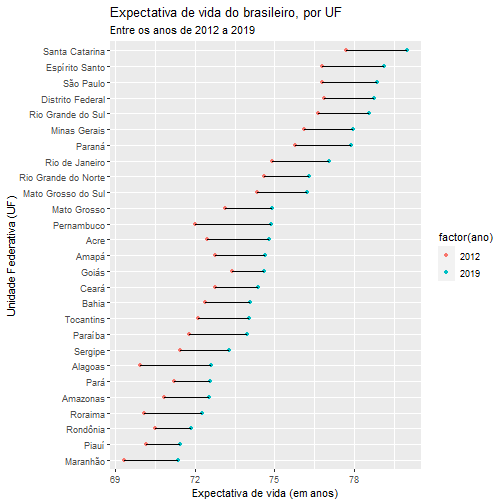 Expectativa de vida do brasileiro, por UF
Entre os anos de 2012 a 2019
Unidade Federativa (UF)
Santa Catarina
Espírito Santo
São Paulo
Distrito Federal
Rio Grande do Sul
Minas Gerais
Paraná
Rio de Janeiro
Rio Grande do Norte
Mato Grosso do Sul
Mato Grosso
Pernambuco
Acre
Amapá
Goiás
Ceará
Bahia
Tocantins
Paraíba
Sergipe
Alagoas
Pará
Amazonas
Roraima
Rondônia
Piauí
Maranhão
69 72 75 78
Expectativa de vida (em anos)
factor(ano)
2012
2019